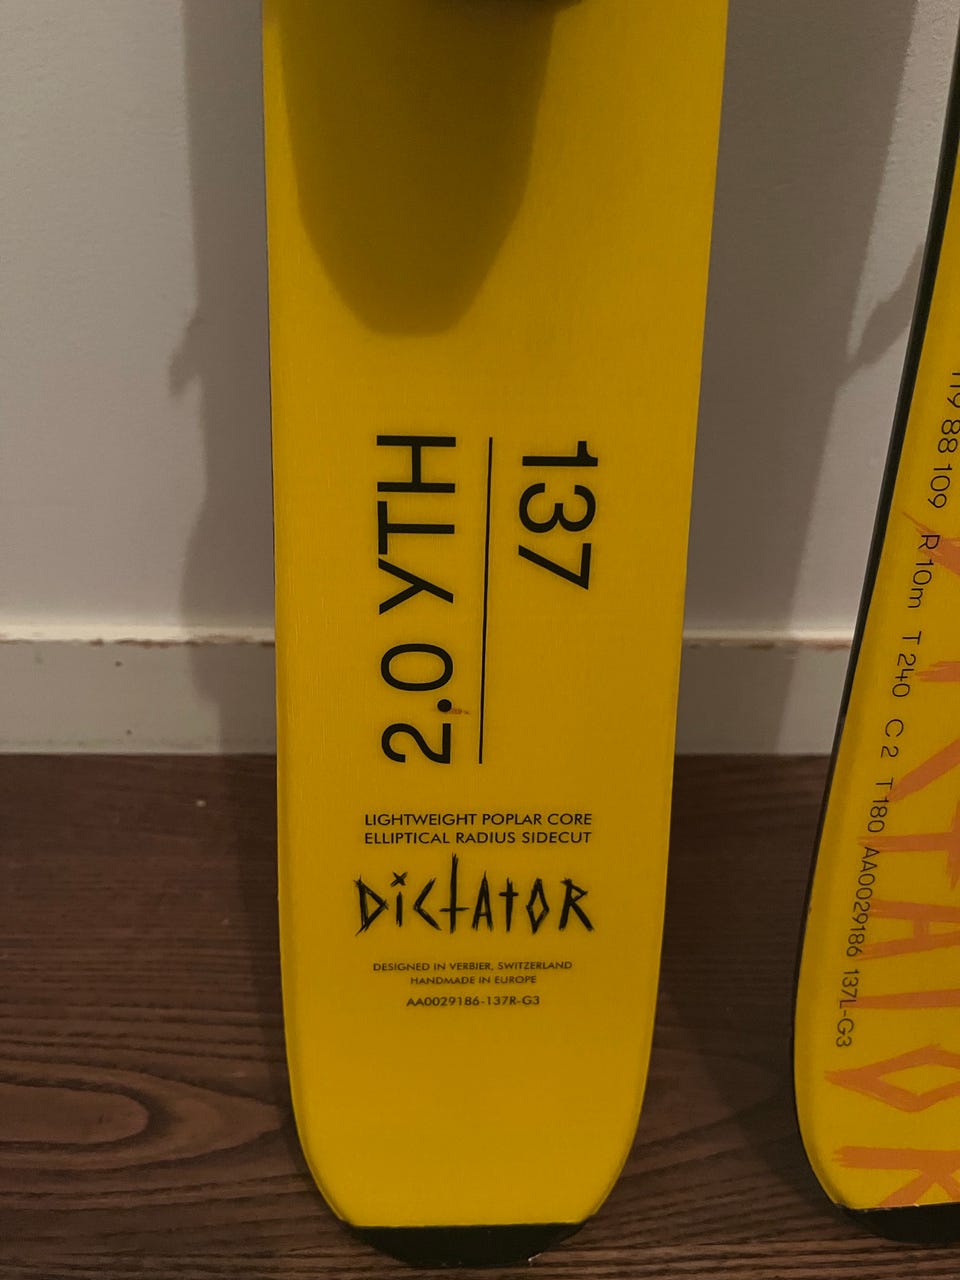 137
2.0 YTH
LIGHTWEIGHT POPLAR CORE
ELLIPTICAL RADIUS SIDECUT
DICTATOR
DESIGNED IN VERBIER, SWITZERLAND
HANDMADE IN EUROPE
AA0029186-137R-G3
119 88 109 R 10m T 240 C 2 T 180 AA0029186 137L-G3